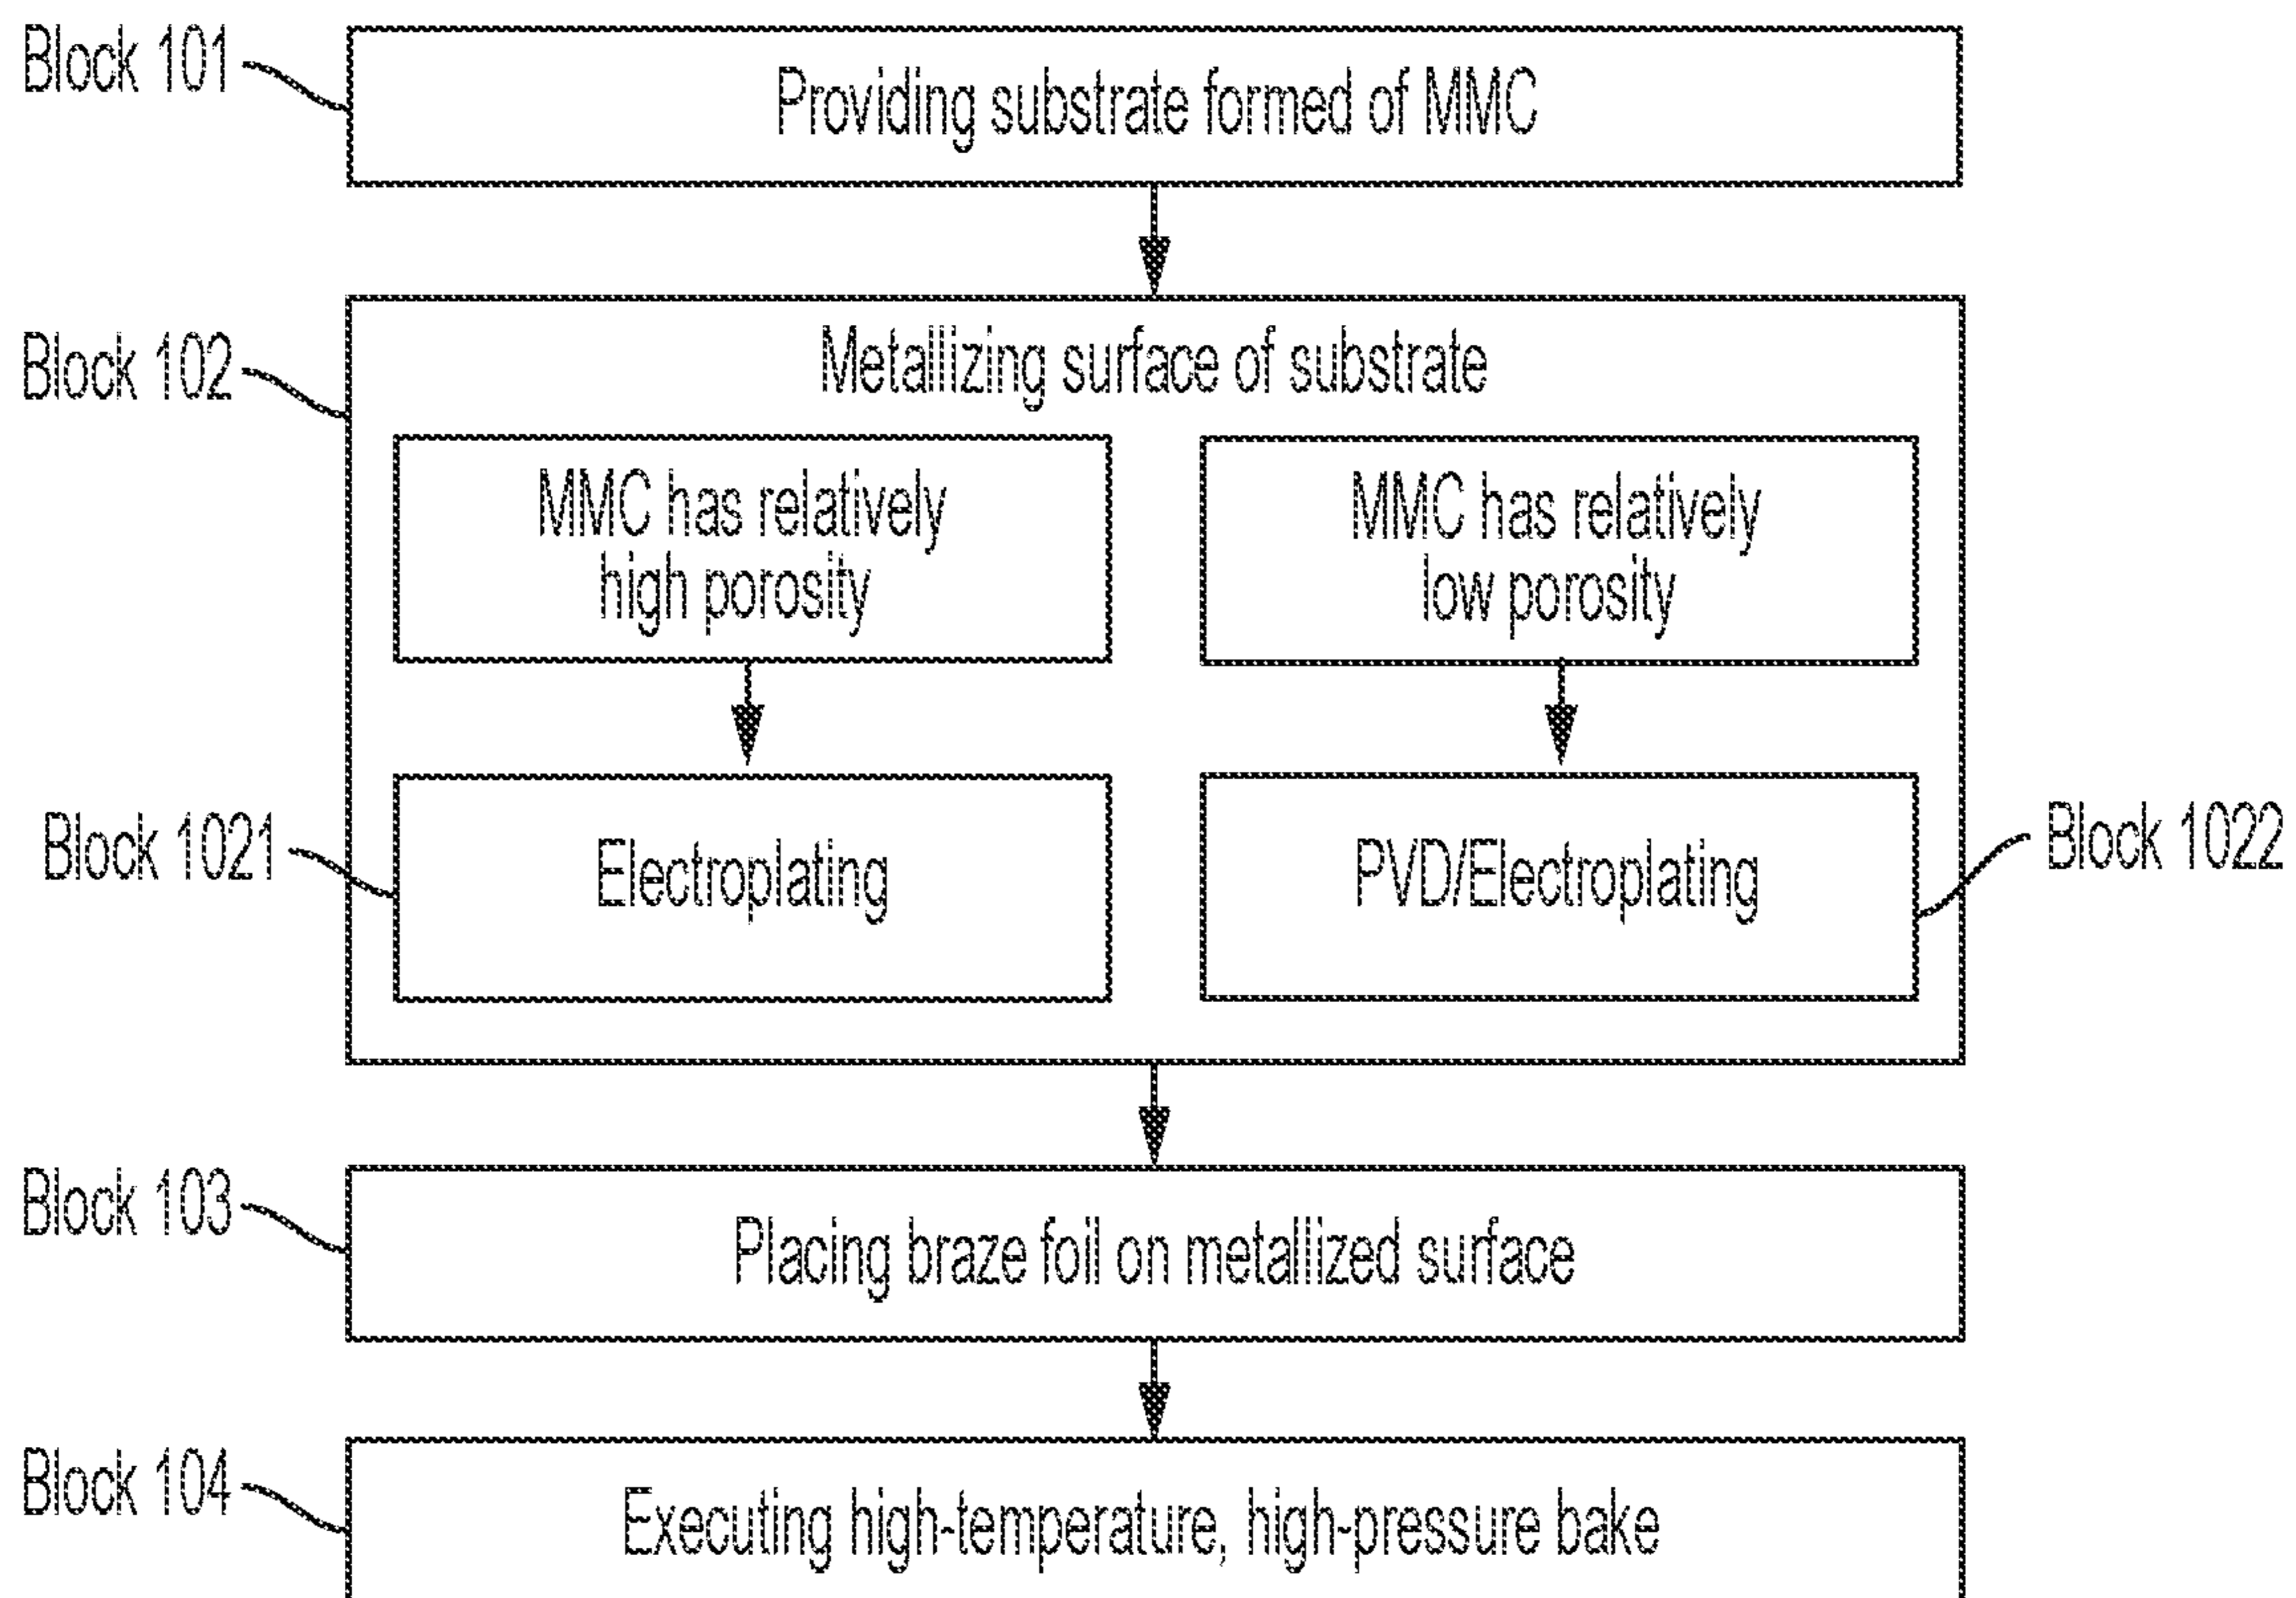 Block 101
Providing substrate formed of MMC
Block 102
Metallizing surface of substrate
MMC has relatively
high porosity
MMC has relatively
low porosity
Block 1021
Electroplating
PVD/Electroplating
Block 1022
Block 103
Placing braze foil on metallized surface
Block 104
Executing high-temperature, high-pressure bake